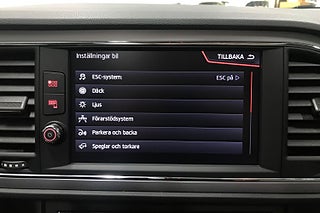 Inställningar bil
TILLBAKA
ESC-system:
ESC på
Däck
Ljus
Förarstödsystem
Parkera och backa
Speglar och torkare